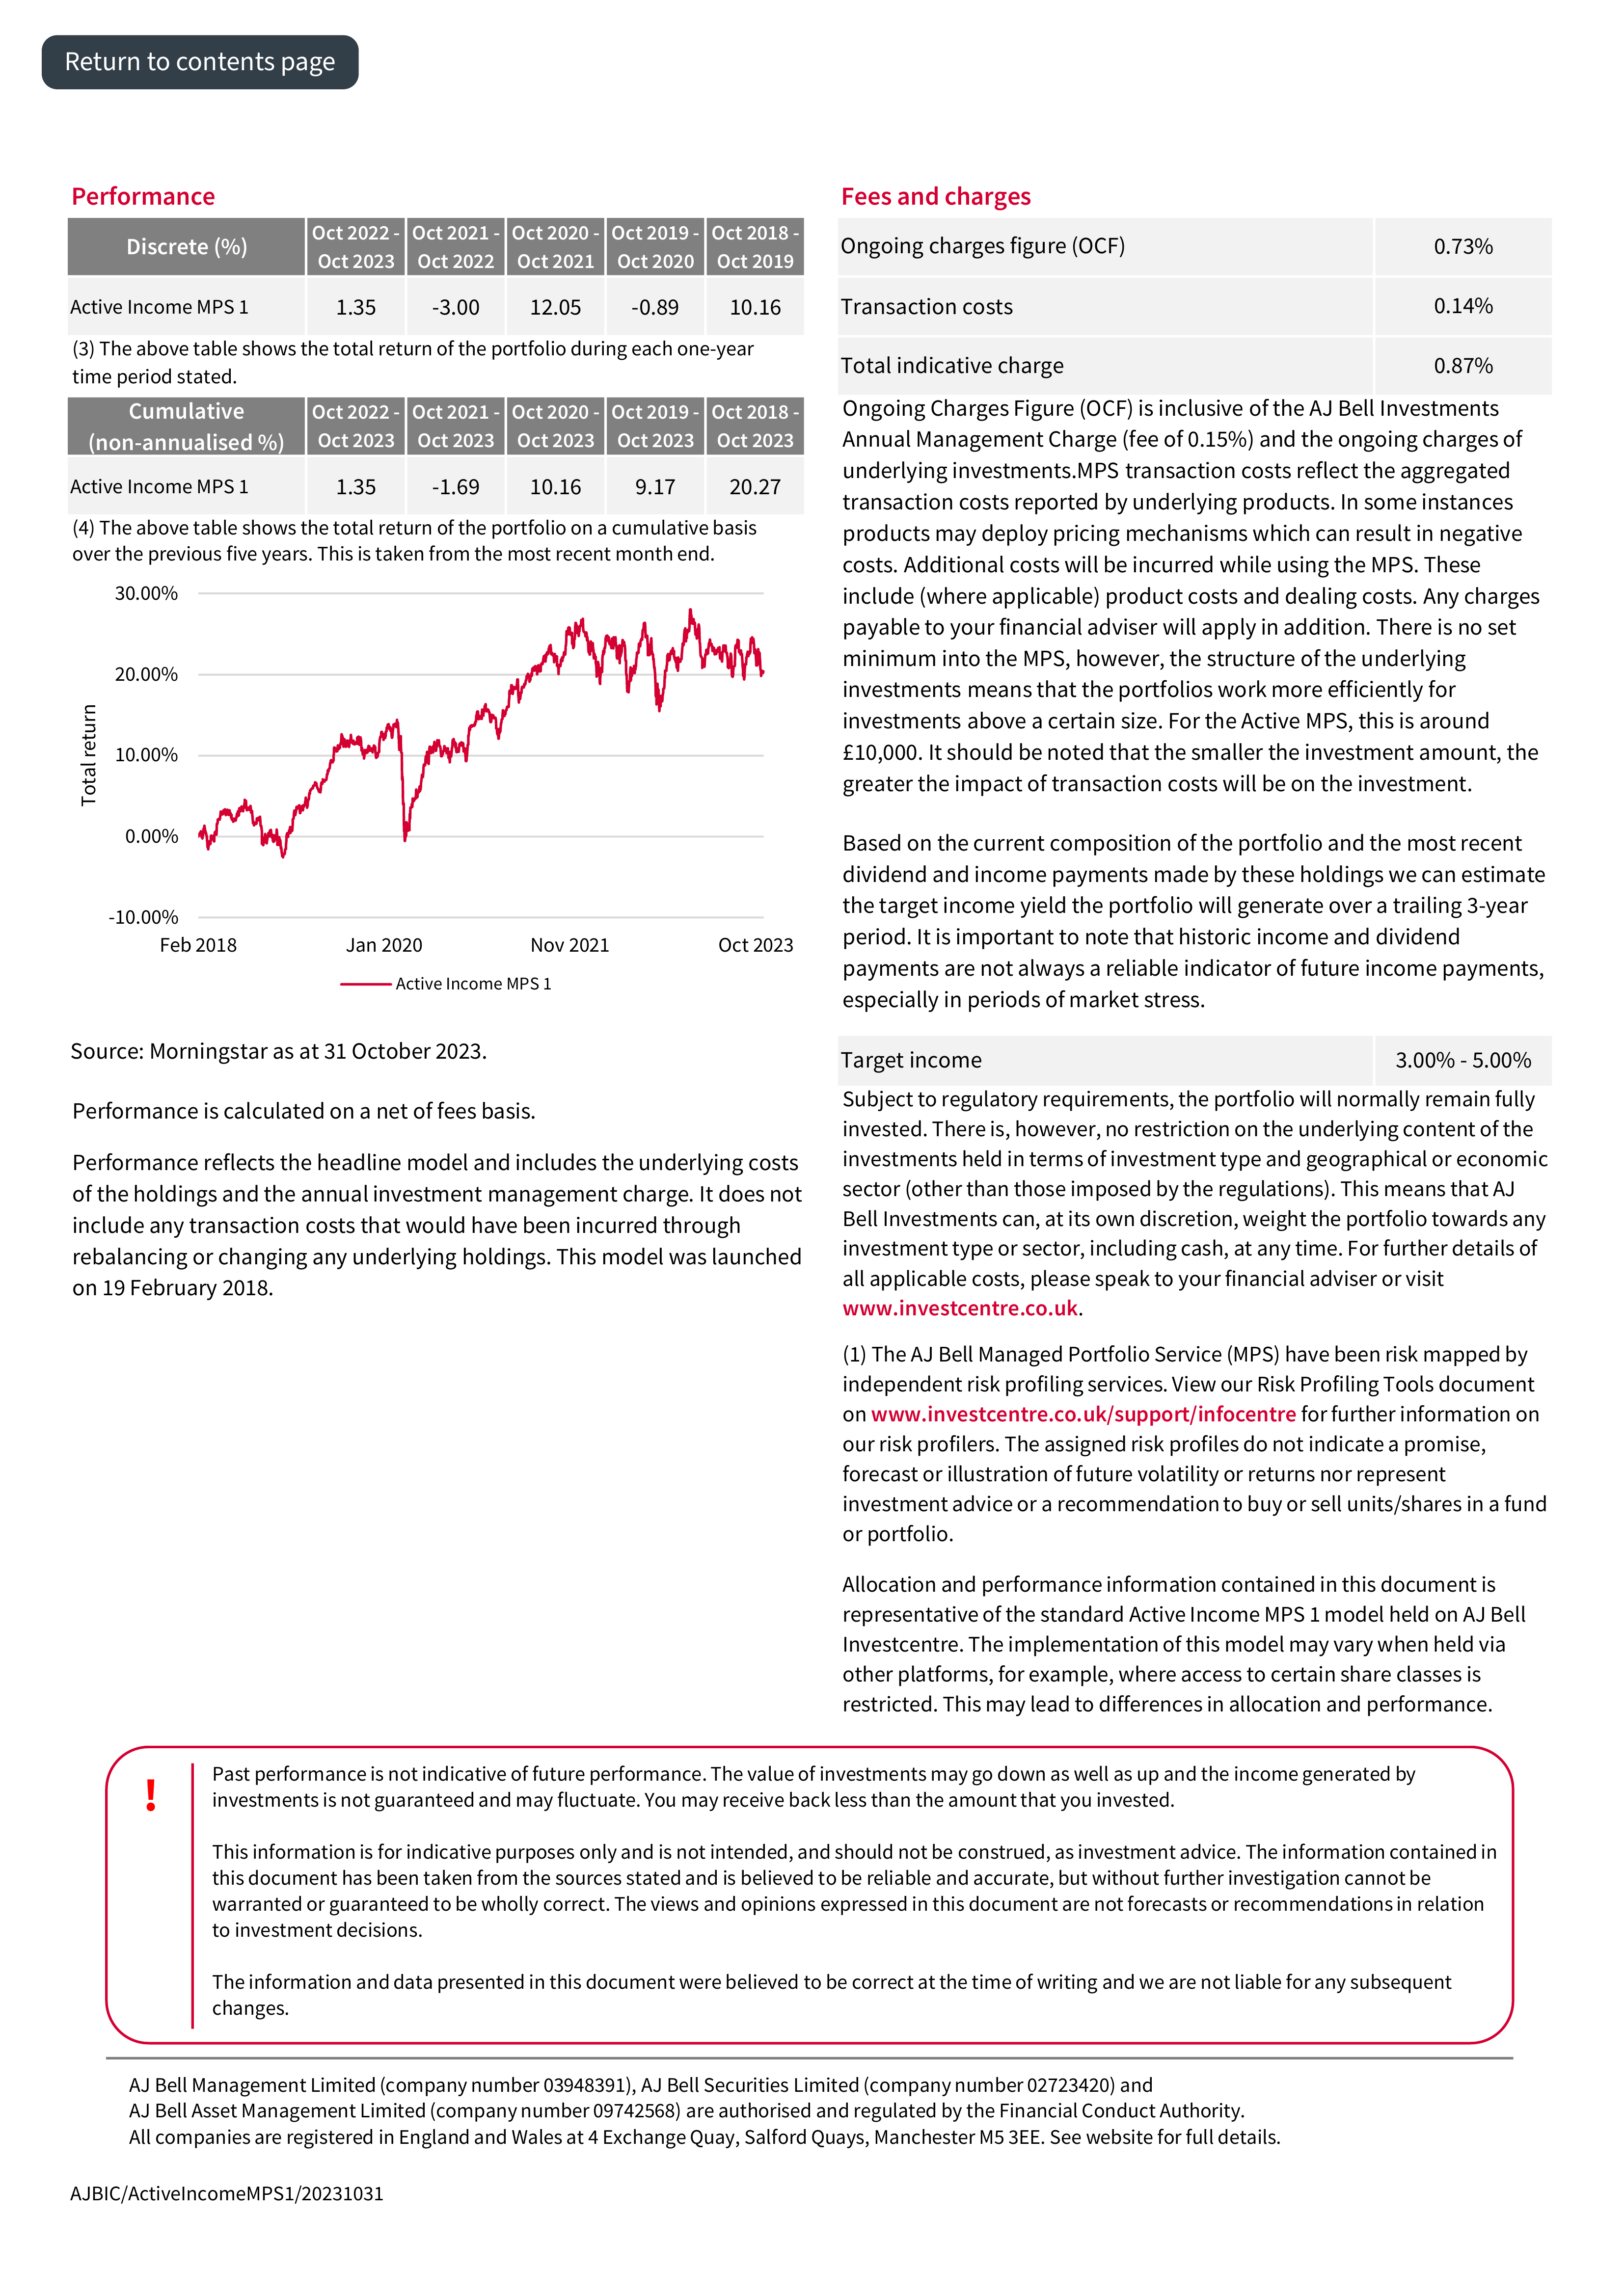 Return to contents page
Performance
Discrete (%)
Oct 2022 -
Oct 2023
Oct 2021 -
Oct 2022
Oct 2020 -
Oct 2021
Oct 2019 -
Oct 2020
Oct 2018 -
Oct 2019
Active Income MPS 1 1.35 -3.00 12.05 -0.89 10.16
(3) The above table shows the total return of the portfolio during each one-year
time period stated.
Cumulative
(non-annualised %)
Oct 2022 -
Oct 2023
Oct 2021 -
Oct 2023
Oct 2020 -
Oct 2023
Oct 2019 -
Oct 2023
Oct 2018 -
Oct 2023
Active Income MPS 1 1.35 -1.69 10.16 9.17 20.27
(4) The above table shows the total return of the portfolio on a cumulative basis
over the previous five years. This is taken from the most recent month end.
30.00%
20.00%
10.00%
0.00%
-10.00%
Total return
Feb 2018 Jan 2020 Nov 2021 Oct 2023
Active Income MPS 1
Source: Morningstar as at 31 October 2023.
Performance is calculated on a net of fees basis.
Performance reflects the headline model and includes the underlying costs
of the holdings and the annual investment management charge. It does not
include any transaction costs that would have been incurred through
rebalancing or changing any underlying holdings. This model was launched
on 19 February 2018.
Fees and charges
Ongoing charges figure (OCF) 0.73%
Transaction costs 0.14%
Total indicative charge 0.87%
Ongoing Charges Figure (OCF) is inclusive of the AJ Bell Investments
Annual Management Charge (fee of 0.15%) and the ongoing charges of
underlying investments.MPS transaction costs reflect the aggregated
transaction costs reported by underlying products. In some instances
products may deploy pricing mechanisms which can result in negative
costs. Additional costs will be incurred while using the MPS. These
include (where applicable) product costs and dealing costs. Any charges
payable to your financial adviser will apply in addition. There is no set
minimum into the MPS, however, the structure of the underlying
investments means that the portfolios work more efficiently for
investments above a certain size. For the Active MPS, this is around
£10,000. It should be noted that the smaller the investment amount, the
greater the impact of transaction costs will be on the investment.
Based on the current composition of the portfolio and the most recent
dividend and income payments made by these holdings we can estimate
the target income yield the portfolio will generate over a trailing 3-year
period. It is important to note that historic income and dividend
payments are not always a reliable indicator of future income payments,
especially in periods of market stress.
Target income 3.00% - 5.00%
Subject to regulatory requirements, the portfolio will normally remain fully
invested. There is, however, no restriction on the underlying content of the
investments held in terms of investment type and geographical or economic
sector (other than those imposed by the regulations). This means that AJ
Bell Investments can, at its own discretion, weight the portfolio towards any
investment type or sector, including cash, at any time. For further details of
all applicable costs, please speak to your financial adviser or visit
www.investcentre.co.uk.
(1) The AJ Bell Managed Portfolio Service (MPS) have been risk mapped by
independent risk profiling services. View our Risk Profiling Tools document
on www.investcentre.co.uk/support/infocentre for further information on
our risk profilers. The assigned risk profiles do not indicate a promise,
forecast or illustration of future volatility or returns nor represent
investment advice or a recommendation to buy or sell units/shares in a fund
or portfolio.
Allocation and performance information contained in this document is
representative of the standard Active Income MPS 1 model held on AJ Bell
Investcentre. The implementation of this model may vary when held via
other platforms, for example, where access to certain share classes is
restricted. This may lead to differences in allocation and performance.
!
Past performance is not indicative of future performance. The value of investments may go down as well as up and the income generated by
investments is not guaranteed and may fluctuate. You may receive back less than the amount that you invested.
This information is for indicative purposes only and is not intended, and should not be construed, as investment advice. The information contained in
this document has been taken from the sources stated and is believed to be reliable and accurate, but without further investigation cannot be
warranted or guaranteed to be wholly correct. The views and opinions expressed in this document are not forecasts or recommendations in relation
to investment decisions.
The information and data presented in this document were believed to be correct at the time of writing and we are not liable for any subsequent
changes.
AJ Bell Management Limited (company number 03948391), AJ Bell Securities Limited (company number 02723420) and
AJ Bell Asset Management Limited (company number 09742568) are authorised and regulated by the Financial Conduct Authority.
All companies are registered in England and Wales at 4 Exchange Quay, Salford Quays, Manchester M5 3EE. See website for full details.
AJBIC/ActiveIncomeMPS1/20231031